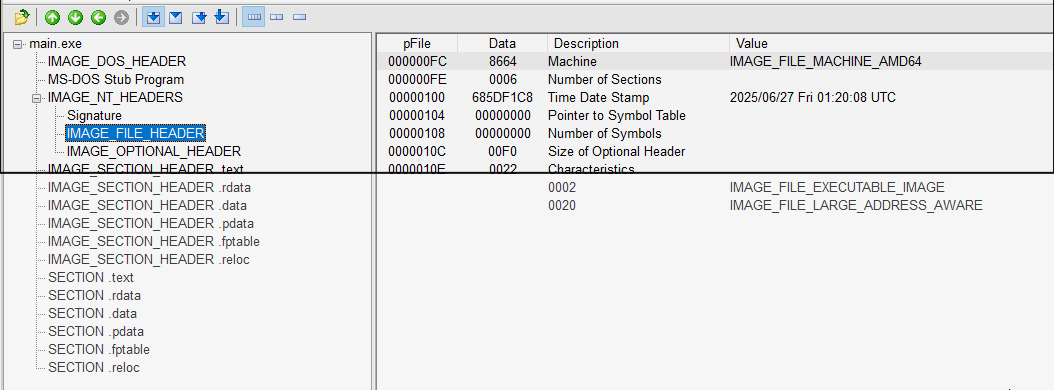 main.exe
IMAGE_DOS_HEADER
MS-DOS Stub Program
IMAGE_NT_HEADERS
Signature
IMAGE_FILE_HEADER
IMAGE_OPTIONAL_HEADER
IMAGE_SECTION_HEADER .text
IMAGE_SECTION_HEADER .rdata
IMAGE_SECTION_HEADER .data
IMAGE_SECTION_HEADER .pdata
IMAGE_SECTION_HEADER .fptable
IMAGE_SECTION_HEADER .reloc
SECTION .text
SECTION .rdata
SECTION .data
SECTION .pdata
SECTION .fptable
SECTION .reloc
pFile Data Description Value
000000FC 8664 Machine IMAGE_FILE_MACHINE_AMD64
000000FE 0006 Number of Sections
00000100 685DF1C8 Time Date Stamp 2025/06/27 Fri 01:20:08 UTC
00000104 00000000 Pointer to Symbol Table
00000108 00000000 Number of Symbols
0000010C 00F0 Size of Optional Header
0000010E 0022 Characteristics
0002 IMAGE_FILE_EXECUTABLE_IMAGE
0020 IMAGE_FILE_LARGE_ADDRESS_AWARE